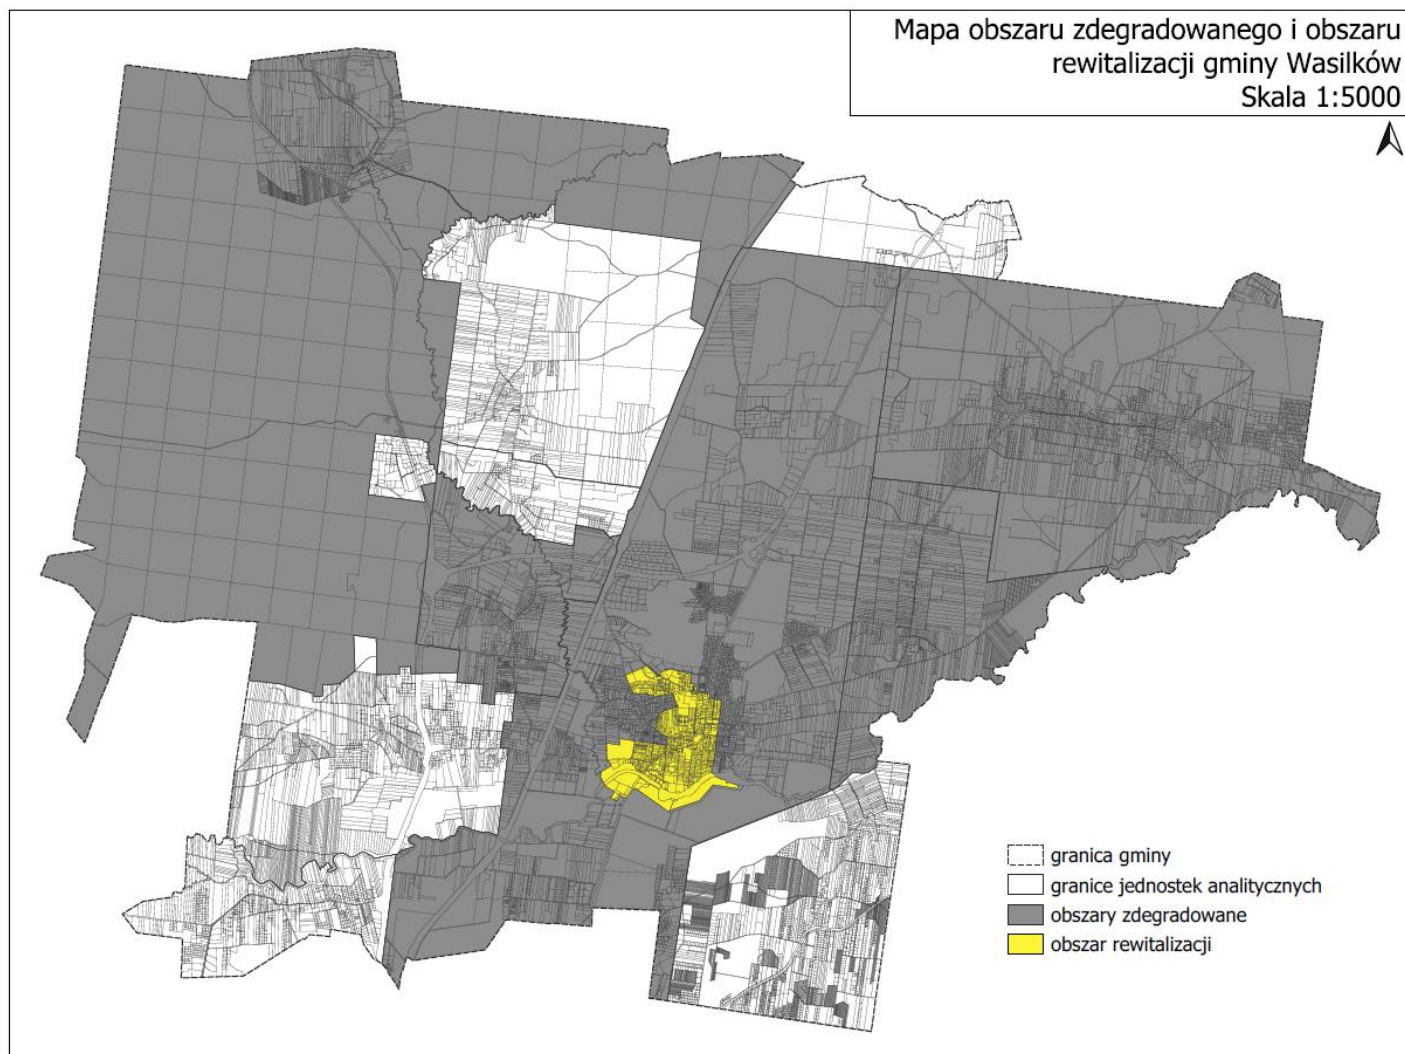 Mapa obszaru zdegradowanego i obszaru
rewitalizacji gminy Wasilków
Skala 1:5000
granica gminy
granice jednostek analitycznych
obszary zdegradowane
obszar rewitalizacji